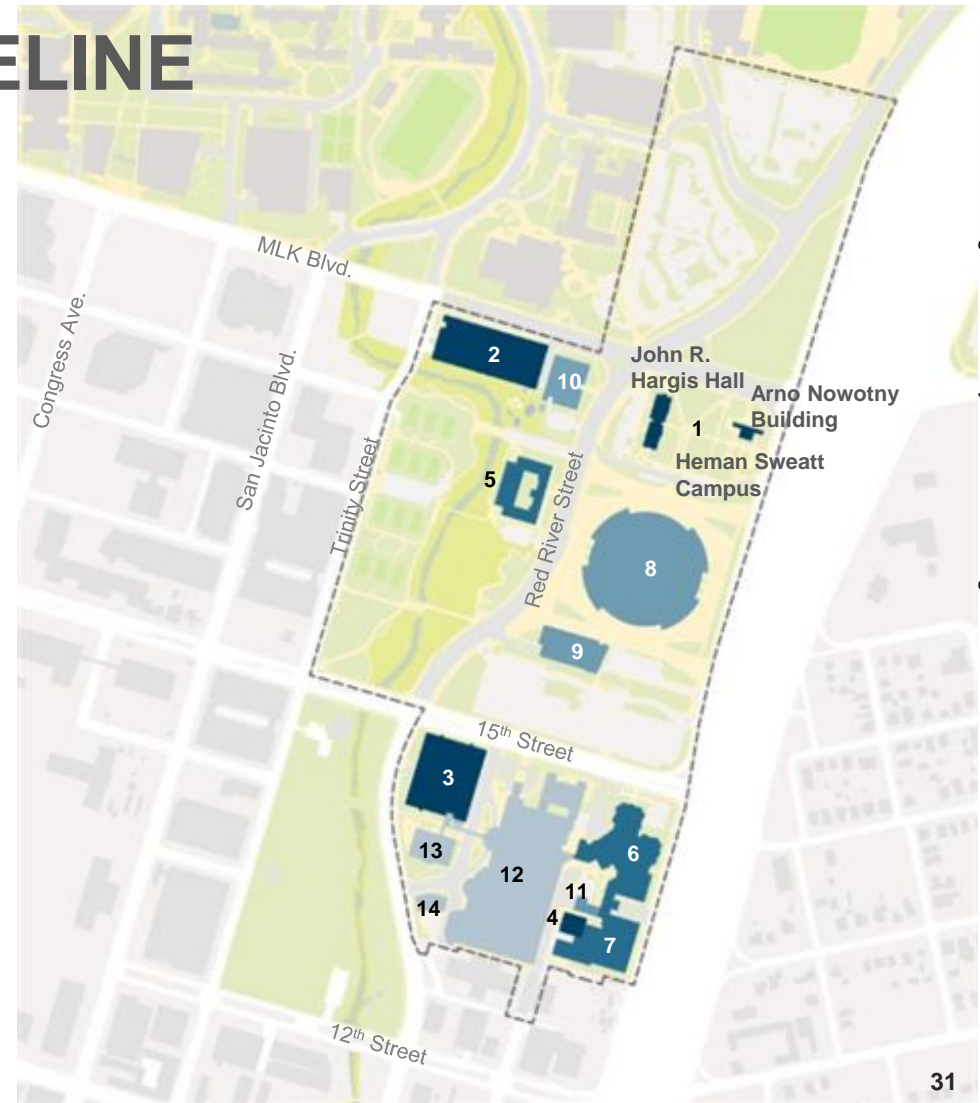 ELINE
MLK Blvd.
Congress Ave.
San Jacinto Blvd.
Trinity Street
Red River Street
2
10
John R.
Hargis Hall
Arno Nowotny
Building
1
Heman Sweatt
Campus
5
8
9
15th Street
3
13
12
6
11
14
4
7
12th Street
31